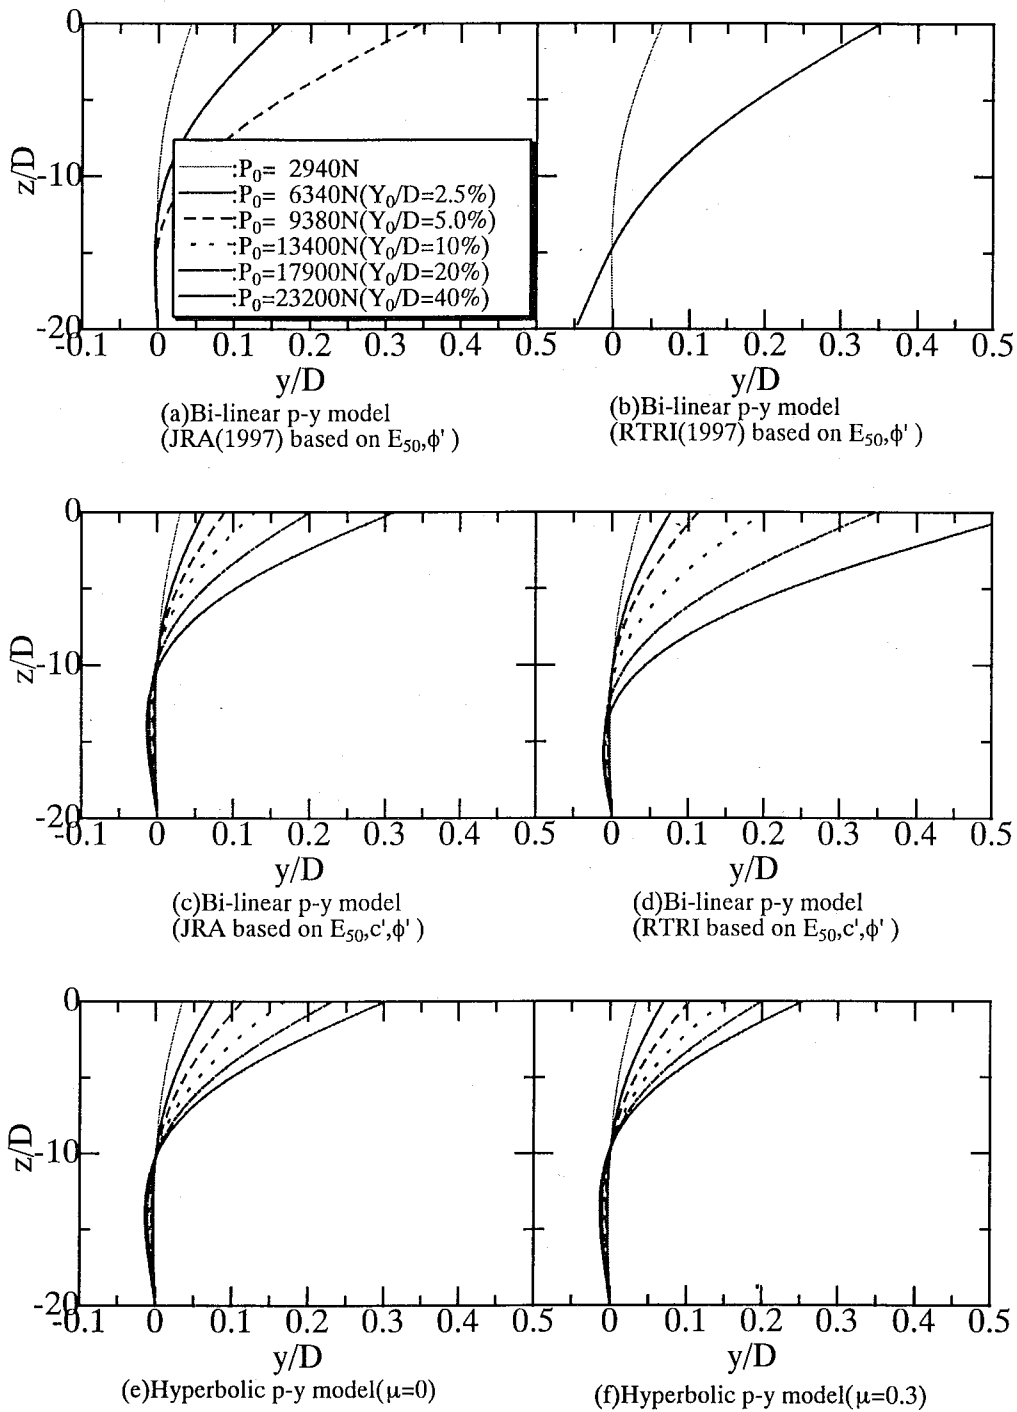 0
-10
-20
z/D
:P₀= 2940N
:P₀= 6340N(Y₀/D=2.5%)
:P₀= 9380N(Y₀/D=5.0%)
:P₀=13400N(Y₀/D=10%)
:P₀=17900N(Y₀/D=20%)
:P₀=23200N(Y₀/D=40%)
-0.1 0 0.1 0.2 0.3 0.4 0.5
y/D
(a)Bi-linear p-y model
(JRA(1997) based on E₅₀,ϕ' )
0 0.1 0.2 0.3 0.4 0.5
y/D
(b)Bi-linear p-y model
(RTRI(1997) based on E₅₀,ϕ' )
0
-10
-20
z/D
0 0.1 0.2 0.3 0.4 0.5
y/D
(c)Bi-linear p-y model
(JRA based on E₅₀,c',ϕ' )
0 0.1 0.2 0.3 0.4 0.5
y/D
(d)Bi-linear p-y model
(RTRI based on E₅₀,c',ϕ' )
0
-10
-20
z/D
-0.1 0 0.1 0.2 0.3 0.4 0.5
y/D
(e)Hyperbolic p-y model(μ=0)
0 0.1 0.2 0.3 0.4 0.5
y/D
(f)Hyperbolic p-y model(μ=0.3)